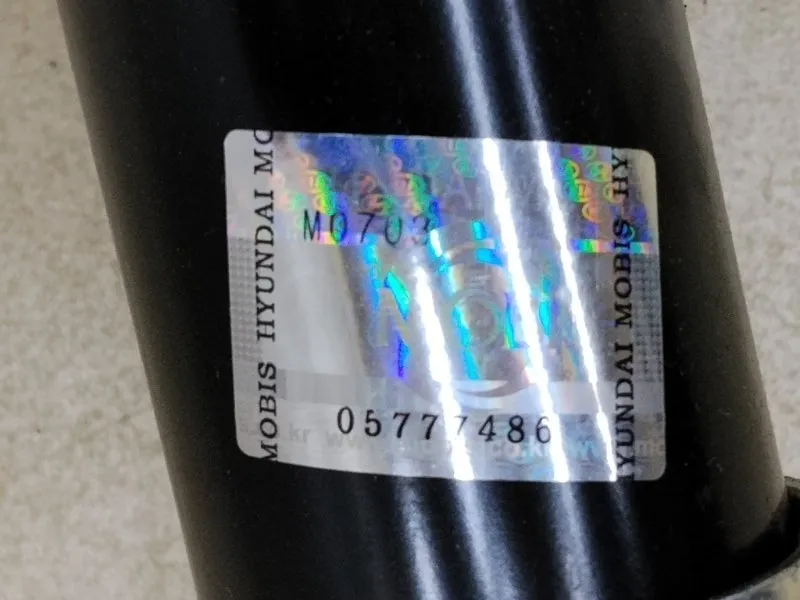 MOBIS HYUNDAI MO
M0703
05777486
HYUNDAI MOBIS HY